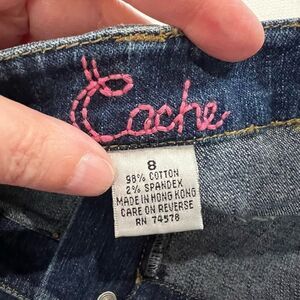 Cache
8
98% COTTON
2% SPANDEX
MADE IN HONG KONG
CARE ON REVERSE
RN 74578